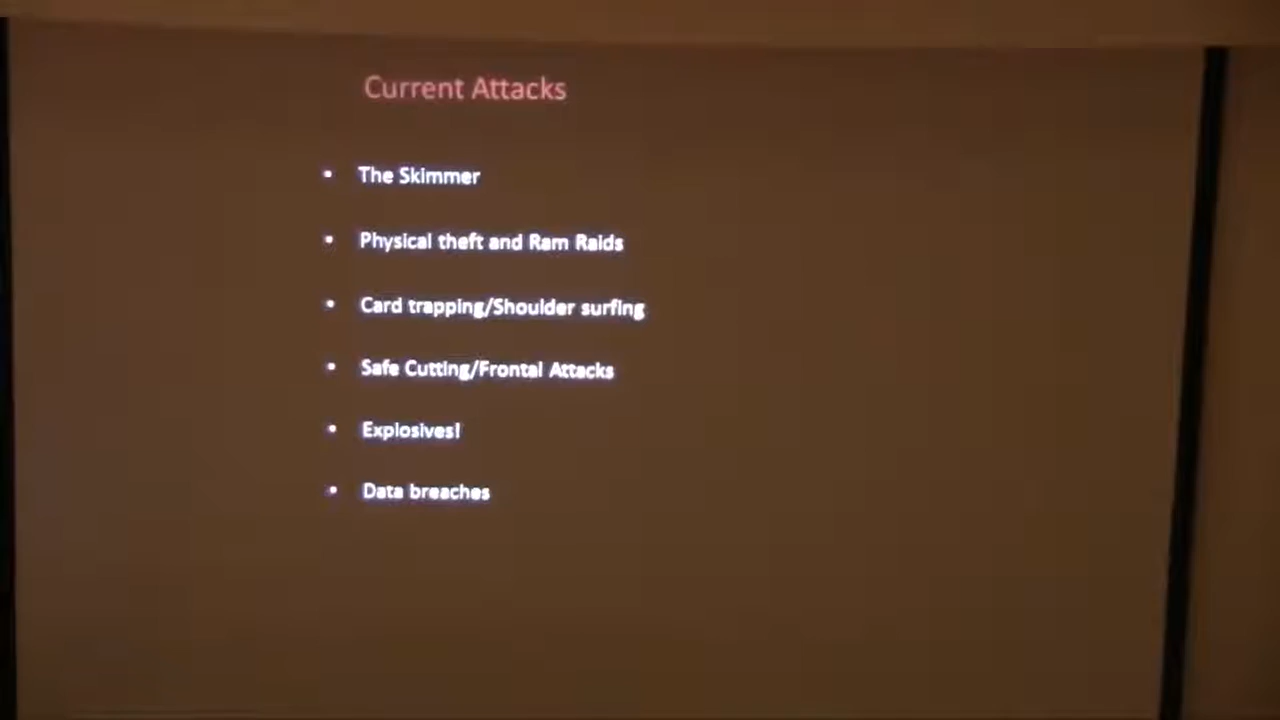 Current Attacks
• The Skimmer
• Physical theft and Ram Raids
• Card trapping/Shoulder surfing
• Safe Cutting/Frontal Attacks
• Explosives!
• Data breaches